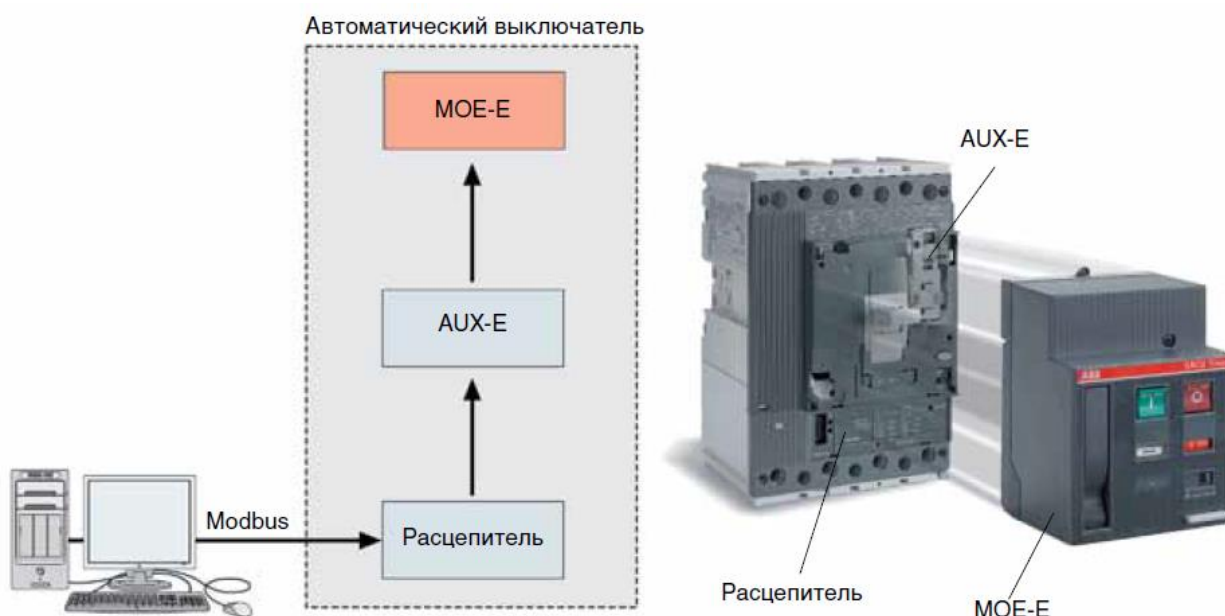 Автоматический выключатель
MOE-E
AUX-E
Modbus
Расцепитель
AUX-E
ABB
Расцепитель
MOE-E